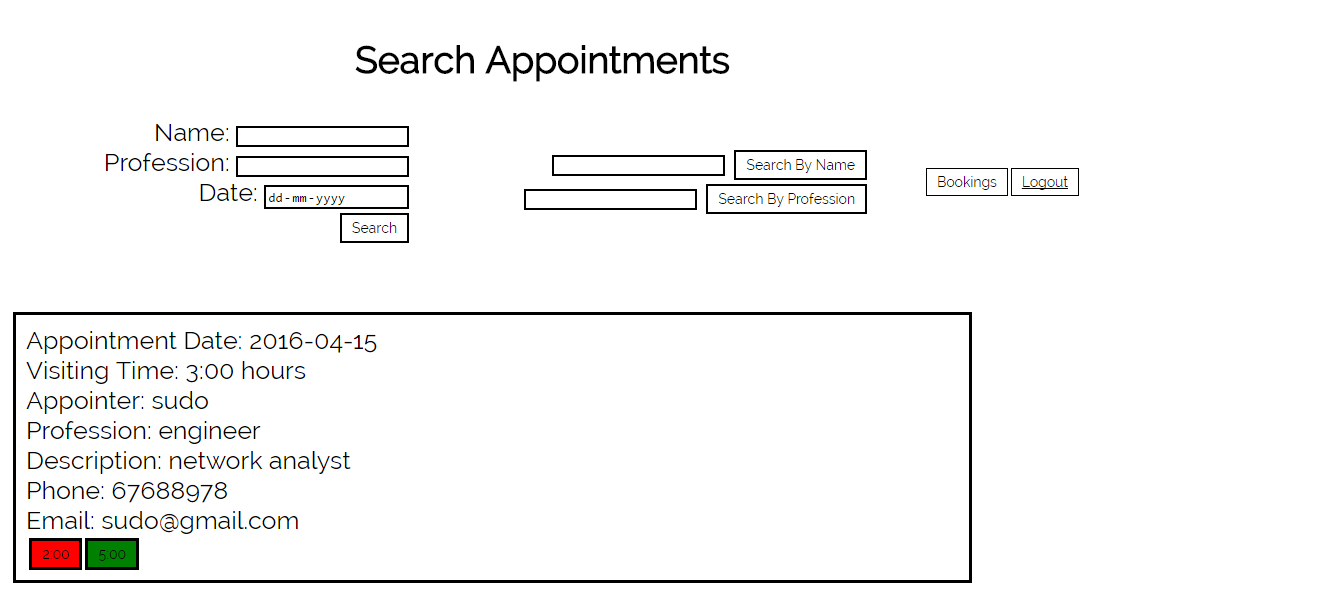 Search Appointments
Name:
Profession:
Date: dd-mm-yyyy
Search
Search By Name
Search By Profession
Bookings Logout
Appointment Date: 2016-04-15
Visiting Time: 3:00 hours
Appointer: sudo
Profession: engineer
Description: network analyst
Phone: 67688978
Email: sudo@gmail.com
2:00 5:00